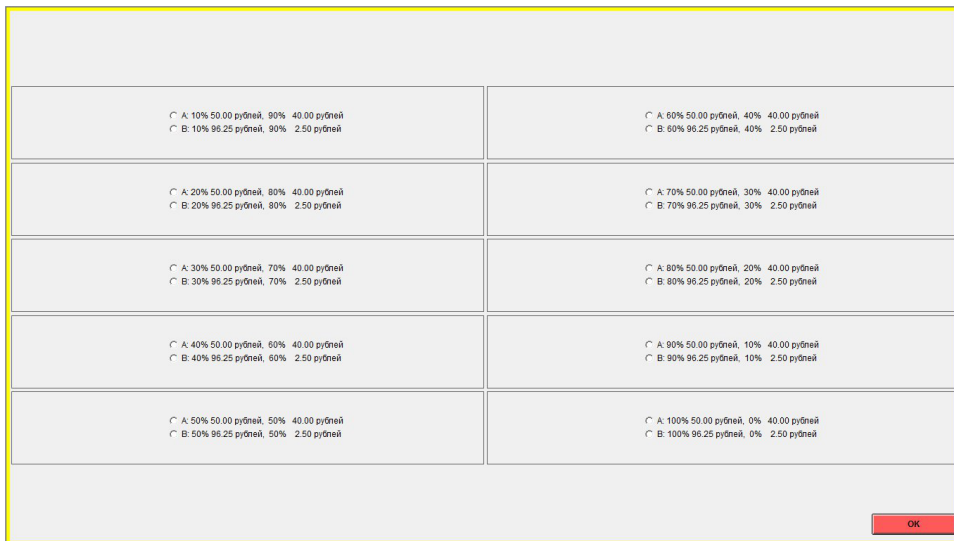 A: 10% 50.00 рублей, 90% 40.00 рублей
B: 10% 96.25 рублей, 90% 2.50 рублей
A: 20% 50.00 рублей, 80% 40.00 рублей
B: 20% 96.25 рублей, 80% 2.50 рублей
A: 30% 50.00 рублей, 70% 40.00 рублей
B: 30% 96.25 рублей, 70% 2.50 рублей
A: 40% 50.00 рублей, 60% 40.00 рублей
B: 40% 96.25 рублей, 60% 2.50 рублей
A: 50% 50.00 рублей, 50% 40.00 рублей
B: 50% 96.25 рублей, 50% 2.50 рублей
A: 60% 50.00 рублей, 40% 40.00 рублей
B: 60% 96.25 рублей, 40% 2.50 рублей
A: 70% 50.00 рублей, 30% 40.00 рублей
B: 70% 96.25 рублей, 30% 2.50 рублей
A: 80% 50.00 рублей, 20% 40.00 рублей
B: 80% 96.25 рублей, 20% 2.50 рублей
A: 90% 50.00 рублей, 10% 40.00 рублей
B: 90% 96.25 рублей, 10% 2.50 рублей
A: 100% 50.00 рублей, 0% 40.00 рублей
B: 100% 96.25 рублей, 0% 2.50 рублей
OK